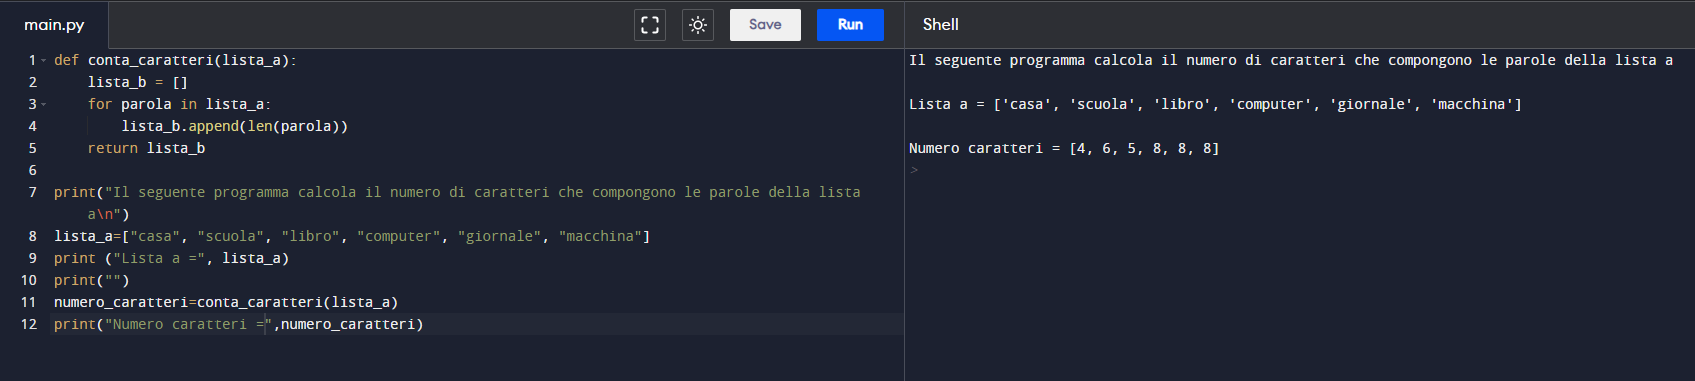 main.py
Save
Run
Shell
1 def conta_caratteri(lista_a):
2     lista_b = []
3     for parola in lista_a:
4         lista_b.append(len(parola))
5     return lista_b
6
7 print("Il seguente programma calcola il numero di caratteri che compongono le parole della lista
a\n")
8 lista_a=["casa", "scuola", "libro", "computer", "giornale", "macchina"]
9 print ("Lista a =", lista_a)
10 print("")
11 numero_caratteri=conta_caratteri(lista_a)
12 print("Numero caratteri =",numero_caratteri)
Il seguente programma calcola il numero di caratteri che compongono le parole della lista a
Lista a = ['casa', 'scuola', 'libro', 'computer', 'giornale', 'macchina']
Numero caratteri = [4, 6, 5, 8, 8, 8]
>